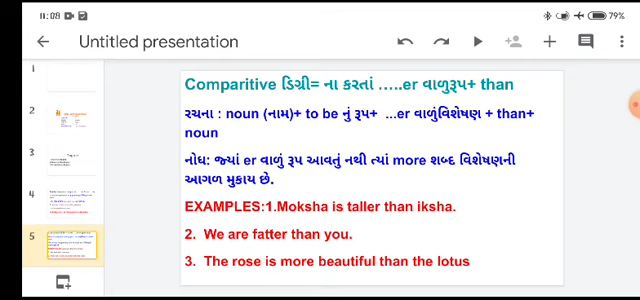 11:09
79%
Untitled presentation
1
2
3
4
5
Comparitive ડિગ્રી= ના કરતાં .....er વાળુરૂપ+ than
રચના : noun (નામ)+ to be નું રૂપ+ ...er વાળુંવિશેષણ + than+
noun
નોધ: જ્યાં er વાળું રૂપ આવતું નથી ત્યાં more શબ્દ વિશેષણની
આગળ મુકાય છે.
EXAMPLES:1.Moksha is taller than iksha.
2. We are fatter than you.
3. The rose is more beautiful than the lotus